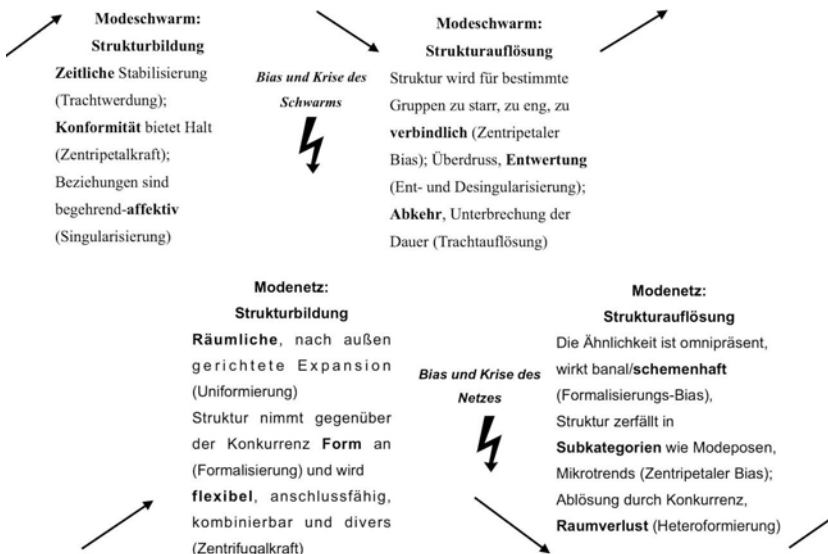 Modeschwarm:
Strukturbildung
Zeitliche Stabilisierung
(Trachtwerdung);
Konformität bietet Halt
(Zentripetalkraft);
Beziehungen sind
begehrend-affektiv
(Singularisierung)
Bias und Krise des
Schwarms
Modeschwarm:
Strukturauflösung
Struktur wird für bestimmte
Gruppen zu starr, zu eng, zu
verbindlich (Zentripetaler
Bias); Überdruss, Entwertung
(Ent- und Desingularisierung);
Abkehr, Unterbrechung der
Dauer (Trachtauflösung)
Modenetz:
Strukturbildung
Räumliche, nach außen
gerichtete Expansion
(Uniformierung)
Struktur nimmt gegenüber
der Konkurrenz Form an
(Formalisierung) und wird
flexibel, anschlussfähig,
kombinierbar und divers
(Zentrifugalkraft)
Bias und Krise des
Netzes
Modenetz:
Strukturauflösung
Die Ähnlichkeit ist omnipräsent,
wirkt banal/schemenhaft
(Formalisierungs-Bias),
Struktur zerfällt in
Subkategorien wie Modeposen,
Mikrotrends (Zentripetaler Bias);
Ablösung durch Konkurrenz,
Raumverlust (Heteroformierung)